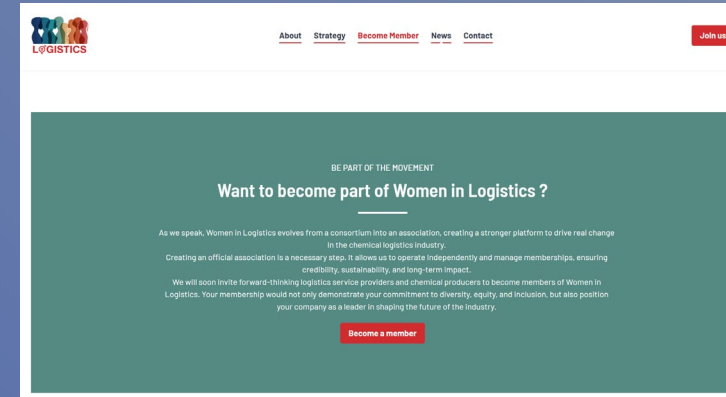 LOGISTICS
About Strategy Become Member News Contact
Join us
BE PART OF THE MOVEMENT
Want to become part of Women in Logistics ?
As we speak, Women in Logistics evolves from a consortium into an association, creating a stronger platform to drive real change
in the chemical logistics industry.
Creating an official association is a necessary step. It allows us to operate independently and manage memberships, ensuring
credibility, sustainability, and long-term impact.
We will soon invite forward-thinking logistics service providers and chemical producers to become members of Women in
Logistics. Your membership would not only demonstrate your commitment to diversity, equity, and inclusion, but also position
your company as a leader in shaping the future of the industry.
Become a member